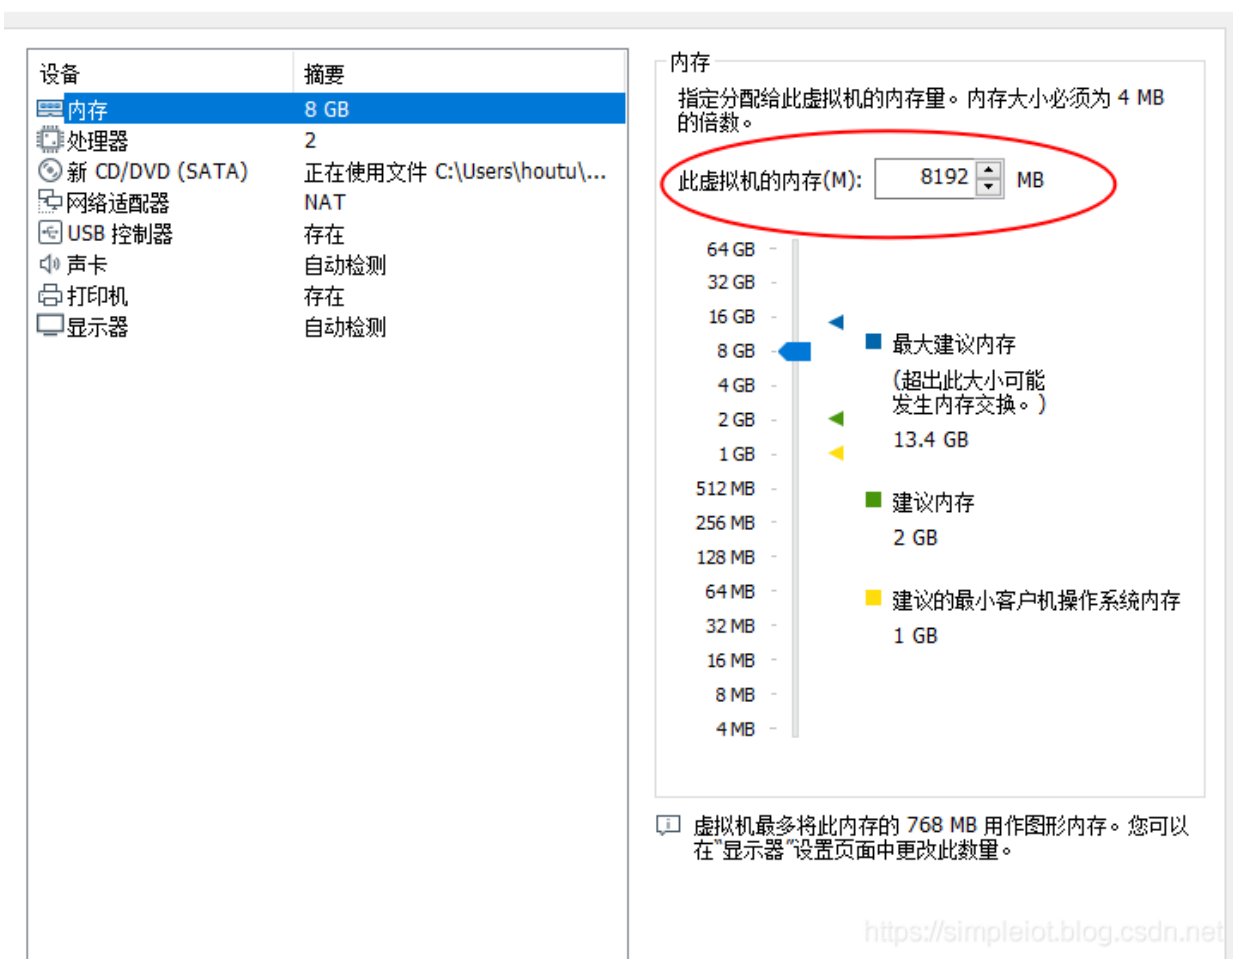 设备 摘要
内存 8 GB
处理器 2
新 CD/DVD (SATA) 正在使用文件 C:\Users\houtu\...
网络适配器 NAT
USB 控制器 存在
声卡 自动检测
打印机 存在
显示器 自动检测
内存
指定分配给此虚拟机的内存量。内存大小必须为 4 MB
的倍数。
此虚拟机的内存(M): 8192 MB
64 GB
32 GB
16 GB
8 GB
4 GB
2 GB
1 GB
512 MB
256 MB
128 MB
64 MB
32 MB
16 MB
8 MB
4 MB
最大建议内存
(超出此大小可能
发生内存交换。)
13.4 GB
建议内存
2 GB
建议的最小客户机操作系统内存
1 GB
虚拟机最多将此内存的 768 MB 用作图形内存。您可以
在"显示器"设置页面中更改此数量。
https://simpleiot.blog.csdn.net